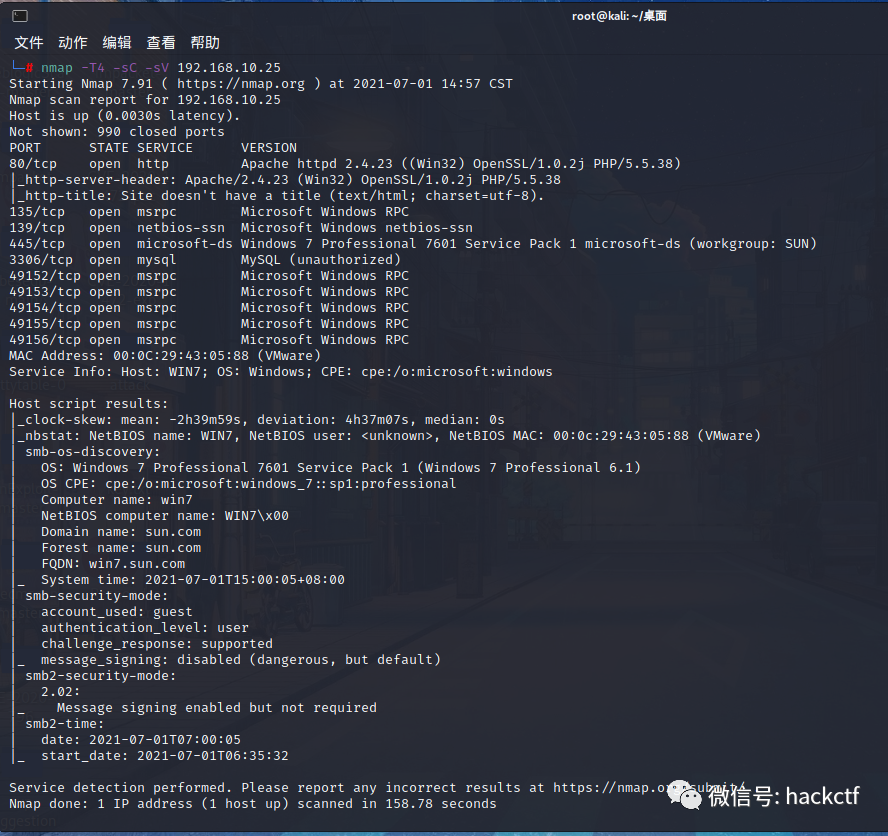 root@kali: ~/桌面
文件 动作 编辑 查看 帮助
└─# nmap -T4 -sC -sV 192.168.10.25
Starting Nmap 7.91 ( https://nmap.org ) at 2021-07-01 14:57 CST
Nmap scan report for 192.168.10.25
Host is up (0.0030s latency).
Not shown: 990 closed ports
PORT      STATE SERVICE      VERSION
80/tcp    open  http         Apache httpd 2.4.23 ((Win32) OpenSSL/1.0.2j PHP/5.5.38)
|_http-server-header: Apache/2.4.23 (Win32) OpenSSL/1.0.2j PHP/5.5.38
|_http-title: Site doesn't have a title (text/html; charset=utf-8).
135/tcp   open  msrpc        Microsoft Windows RPC
139/tcp   open  netbios-ssn  Microsoft Windows netbios-ssn
445/tcp   open  microsoft-ds Windows 7 Professional 7601 Service Pack 1 microsoft-ds (workgroup: SUN)
3306/tcp  open  mysql        MySQL (unauthorized)
49152/tcp open  msrpc        Microsoft Windows RPC
49153/tcp open  msrpc        Microsoft Windows RPC
49154/tcp open  msrpc        Microsoft Windows RPC
49155/tcp open  msrpc        Microsoft Windows RPC
49156/tcp open  msrpc        Microsoft Windows RPC
MAC Address: 00:0C:29:43:05:88 (VMware)
Service Info: Host: WIN7; OS: Windows; CPE: cpe:/o:microsoft:windows
Host script results:
|_clock-skew: mean: -2h39m59s, deviation: 4h37m07s, median: 0s
|_nbstat: NetBIOS name: WIN7, NetBIOS user: <unknown>, NetBIOS MAC: 00:0c:29:43:05:88 (VMware)
| smb-os-discovery:
|   OS: Windows 7 Professional 7601 Service Pack 1 (Windows 7 Professional 6.1)
|   OS CPE: cpe:/o:microsoft:windows_7::sp1:professional
|   Computer name: win7
|   NetBIOS computer name: WIN7\x00
|   Domain name: sun.com
|   Forest name: sun.com
|   FQDN: win7.sun.com
|_  System time: 2021-07-01T15:00:05+08:00
| smb-security-mode:
|   account_used: guest
|   authentication_level: user
|   challenge_response: supported
|_  message_signing: disabled (dangerous, but default)
| smb2-security-mode:
|   2.02:
|_    Message signing enabled but not required
| smb2-time:
|   date: 2021-07-01T07:00:05
|_  start_date: 2021-07-01T06:35:32
Service detection performed. Please report any incorrect results at https://nmap.org/submit/ .
Nmap done: 1 IP address (1 host up) scanned in 158.78 seconds
微信号: hackctf